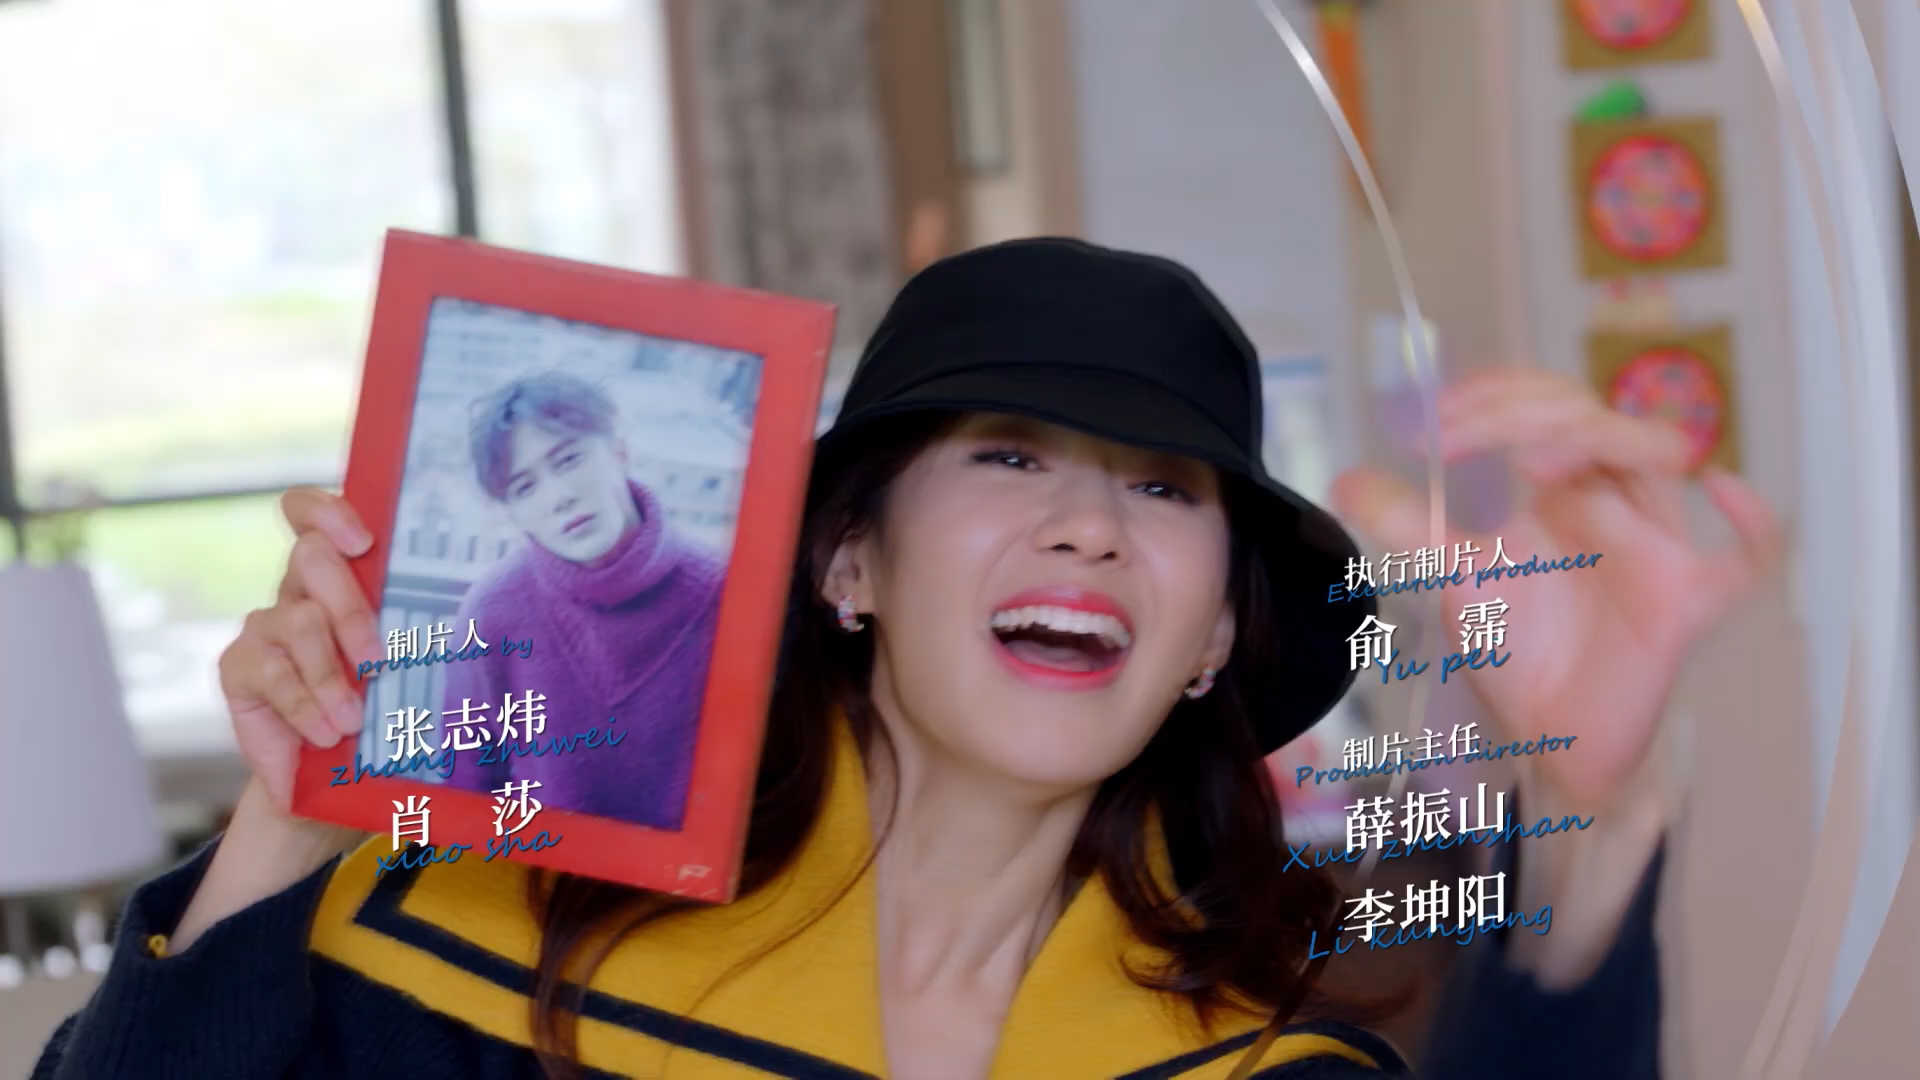 制片人
produced by
张志炜
zhang zhiwei
肖 莎
xiao sha
执行制片人
Executive producer
俞 霈
Yu pei
制片主任
Production director
薛振山
Xue zhenshan
李坤阳
Li kunyang